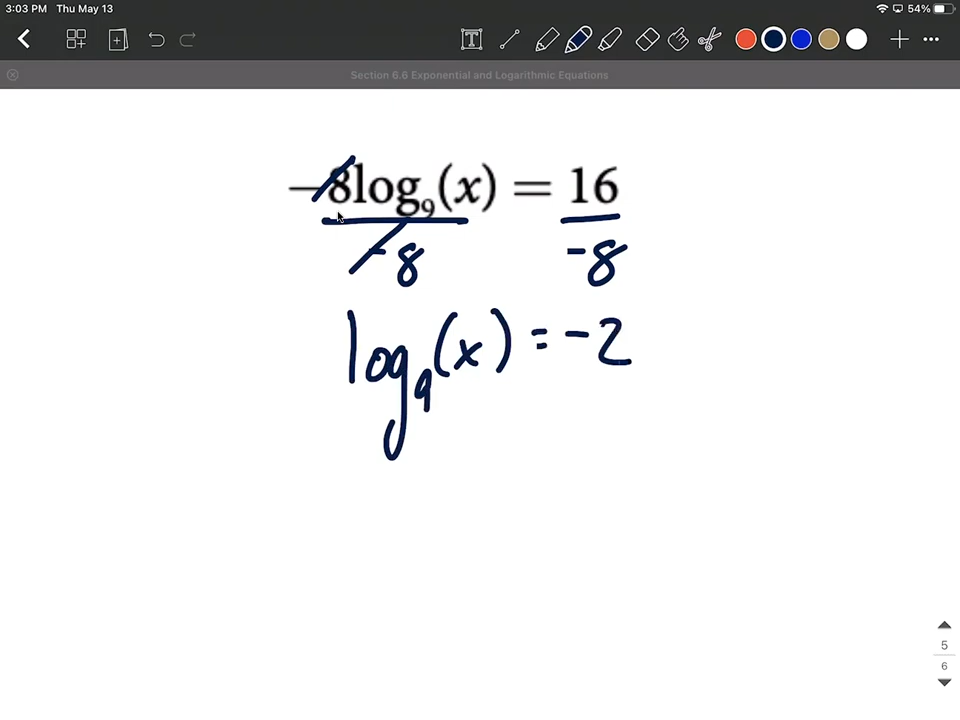 3:03 PM Thu May 13
54%
T
Section 6.6 Exponential and Logarithmic Equations
−8log₉(x) = 16
-8 -8
log₉(x) = -2
5
6